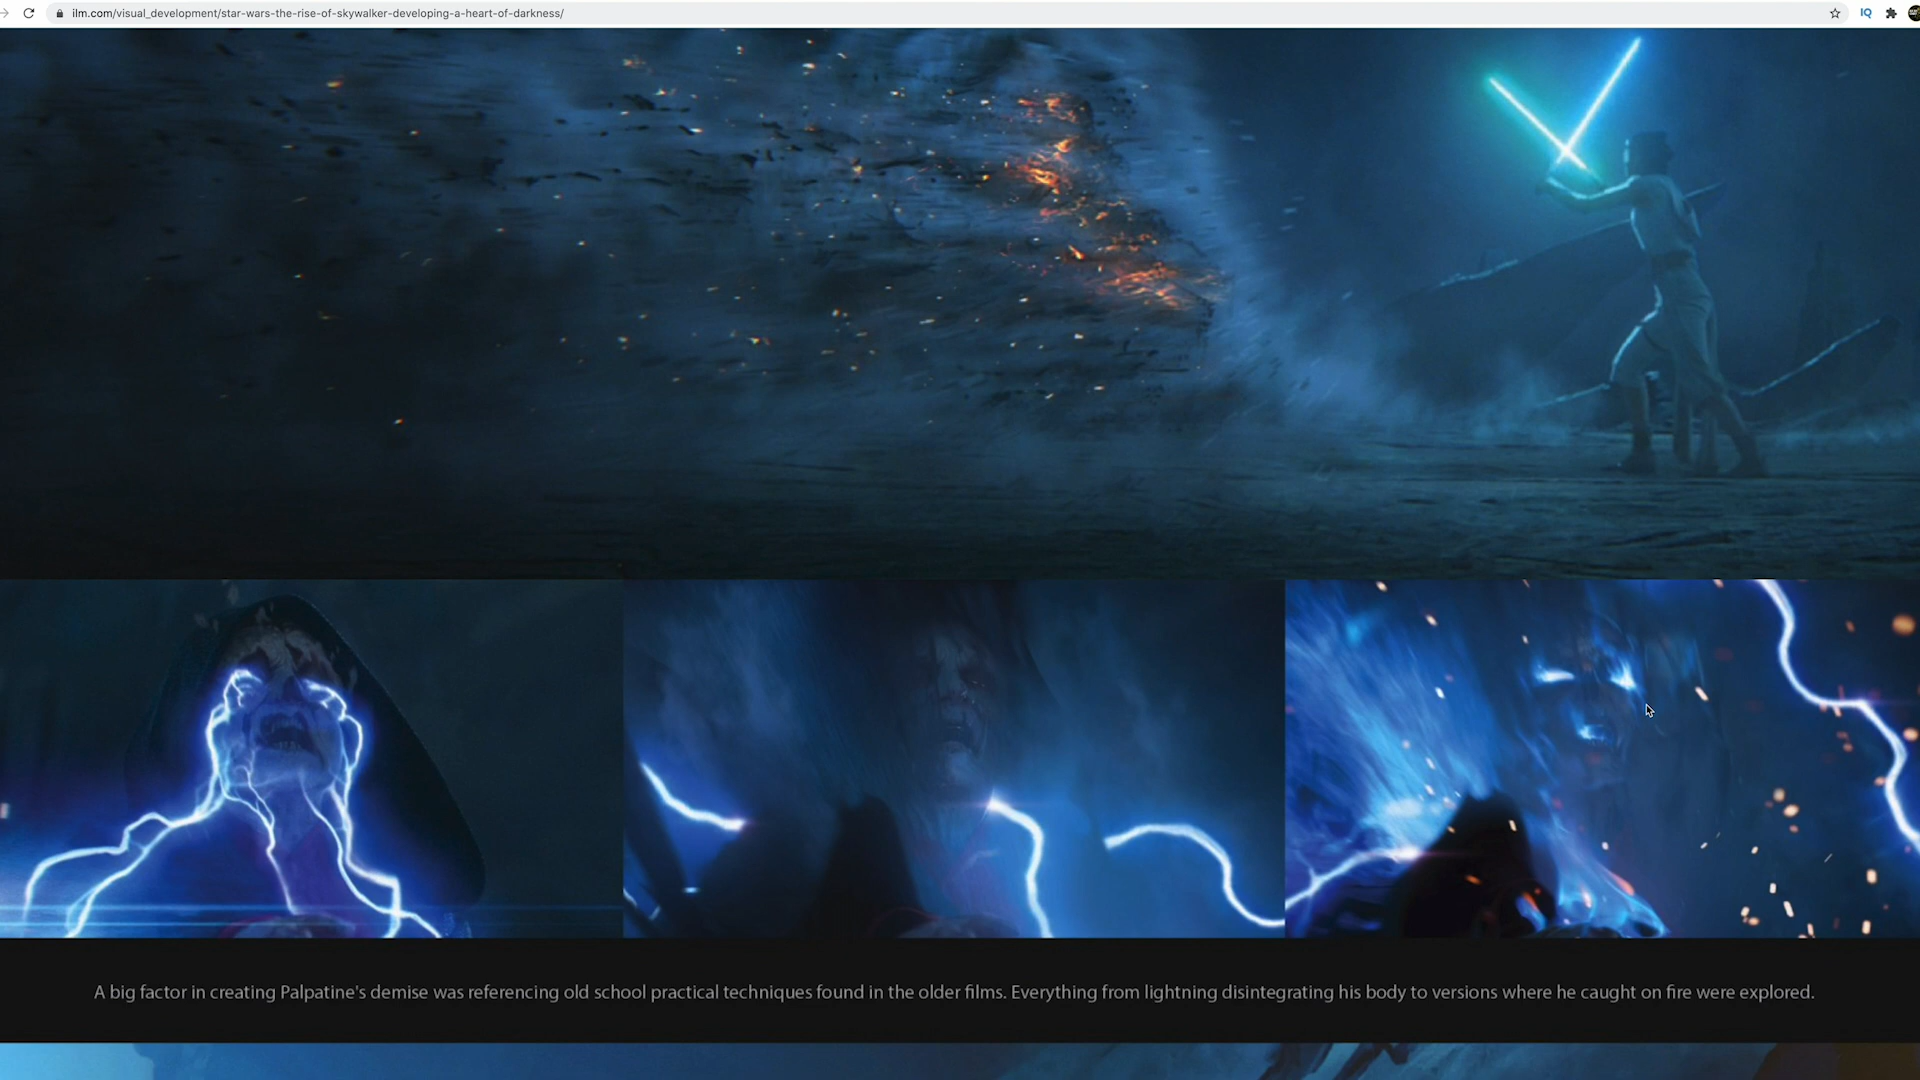 ilm.com/visual_development/star-wars-the-rise-of-skywalker-developing-a-heart-of-darkness/
IQ
A big factor in creating Palpatine's demise was referencing old school practical techniques found in the older films. Everything from lightning disintegrating his body to versions where he caught on fire were explored.